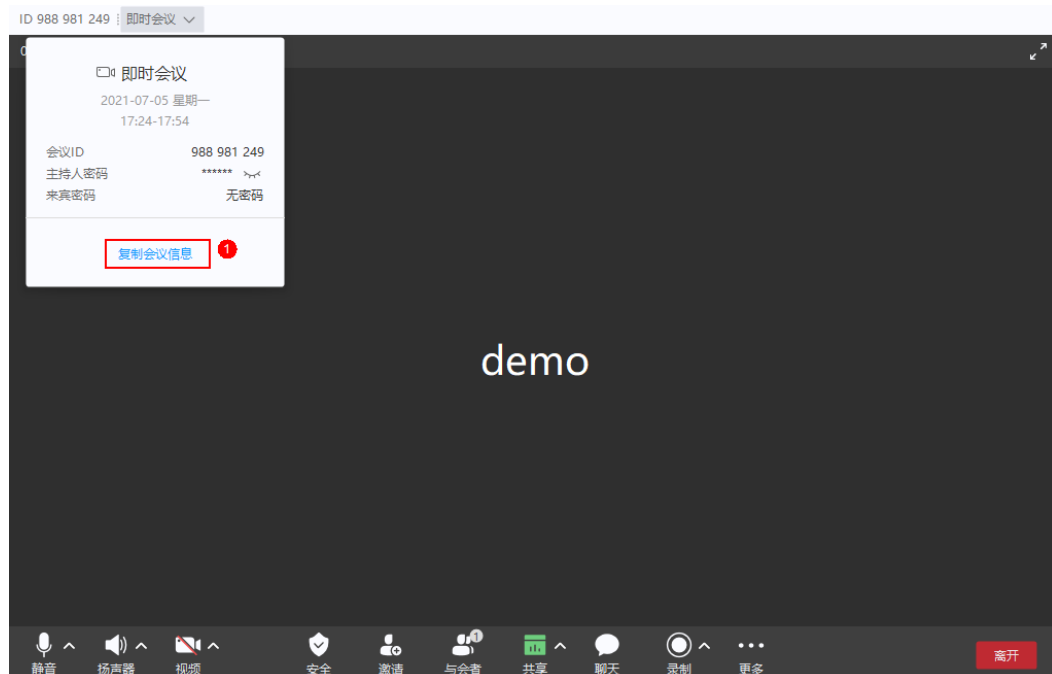 ID 988 981 249 即时会议
即时会议
2021-07-05 星期一
17:24-17:54
会议ID 988 981 249
主持人密码 ******
来宾密码 无密码
复制会议信息 1
demo
1
静音 扬声器 视频 安全 邀请 与会者 共享 聊天 录制 更多 离开